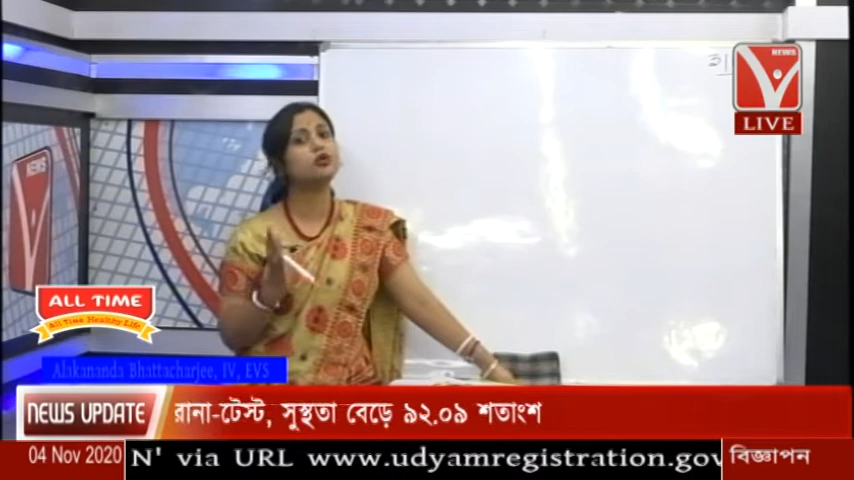 NEWS
LIVE
NEWS
ALL TIME
All Time Healthy Life
Alakananda Bhattacharjee, IV, EVS
NEWS UPDATE
রানা-টেস্ট, সুস্থতা বেড়ে ৯২.০৯ শতাংশ
04 Nov 2020
N' via URL www.udyamregistration.gov
বিজ্ঞাপন